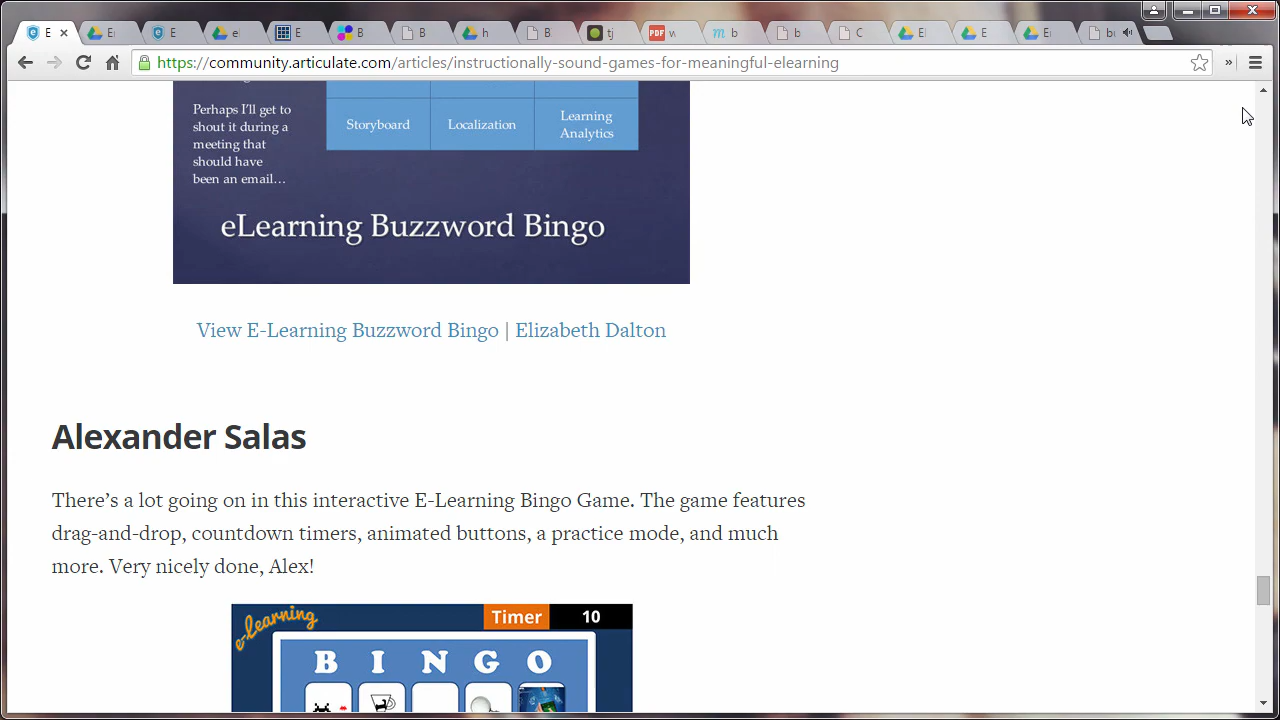 E
E
E
el
E
B
B
h
B
tj
w
b
b
C
El
E
E
b
https://community.articulate.com/articles/instructionally-sound-games-for-meaningful-elearning
Perhaps I'll get to
shout it during a
meeting that
should have
been an email...
Storyboard
Localization
Learning
Analytics
eLearning Buzzword Bingo
View E-Learning Buzzword Bingo | Elizabeth Dalton
Alexander Salas
There's a lot going on in this interactive E-Learning Bingo Game. The game features
drag-and-drop, countdown timers, animated buttons, a practice mode, and much
more. Very nicely done, Alex!
e-learning
Timer 10
B I N G O